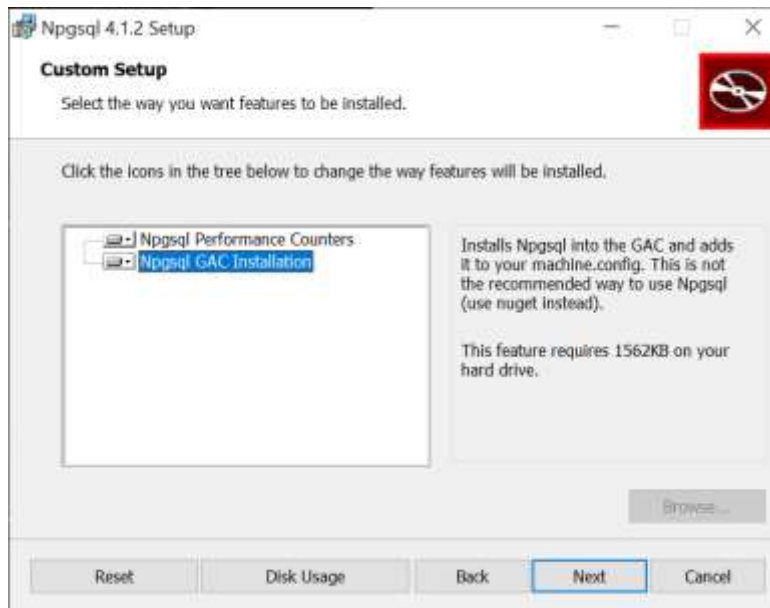 Npgsql 4.1.2 Setup
Custom Setup
Select the way you want features to be installed.
Click the icons in the tree below to change the way features will be installed.
Npgsql Performance Counters
Npgsql GAC Installation
Installs Npgsql into the GAC and adds
it to your machine.config. This is not
the recommended way to use Npgsql
(use nuget instead).
This feature requires 1562KB on your
hard drive.
Browse...
Reset
Disk Usage
Back
Next
Cancel